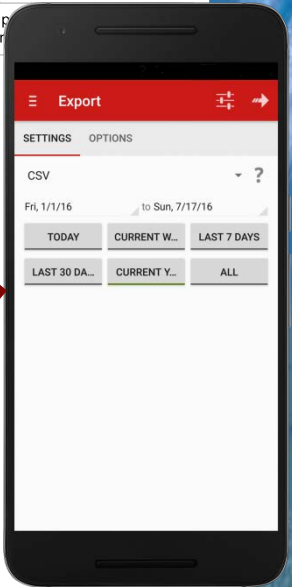 Export
SETTINGS OPTIONS
CSV ?
Fri, 1/1/16 to Sun, 7/17/16
TODAY CURRENT W... LAST 7 DAYS
LAST 30 DA... CURRENT Y... ALL